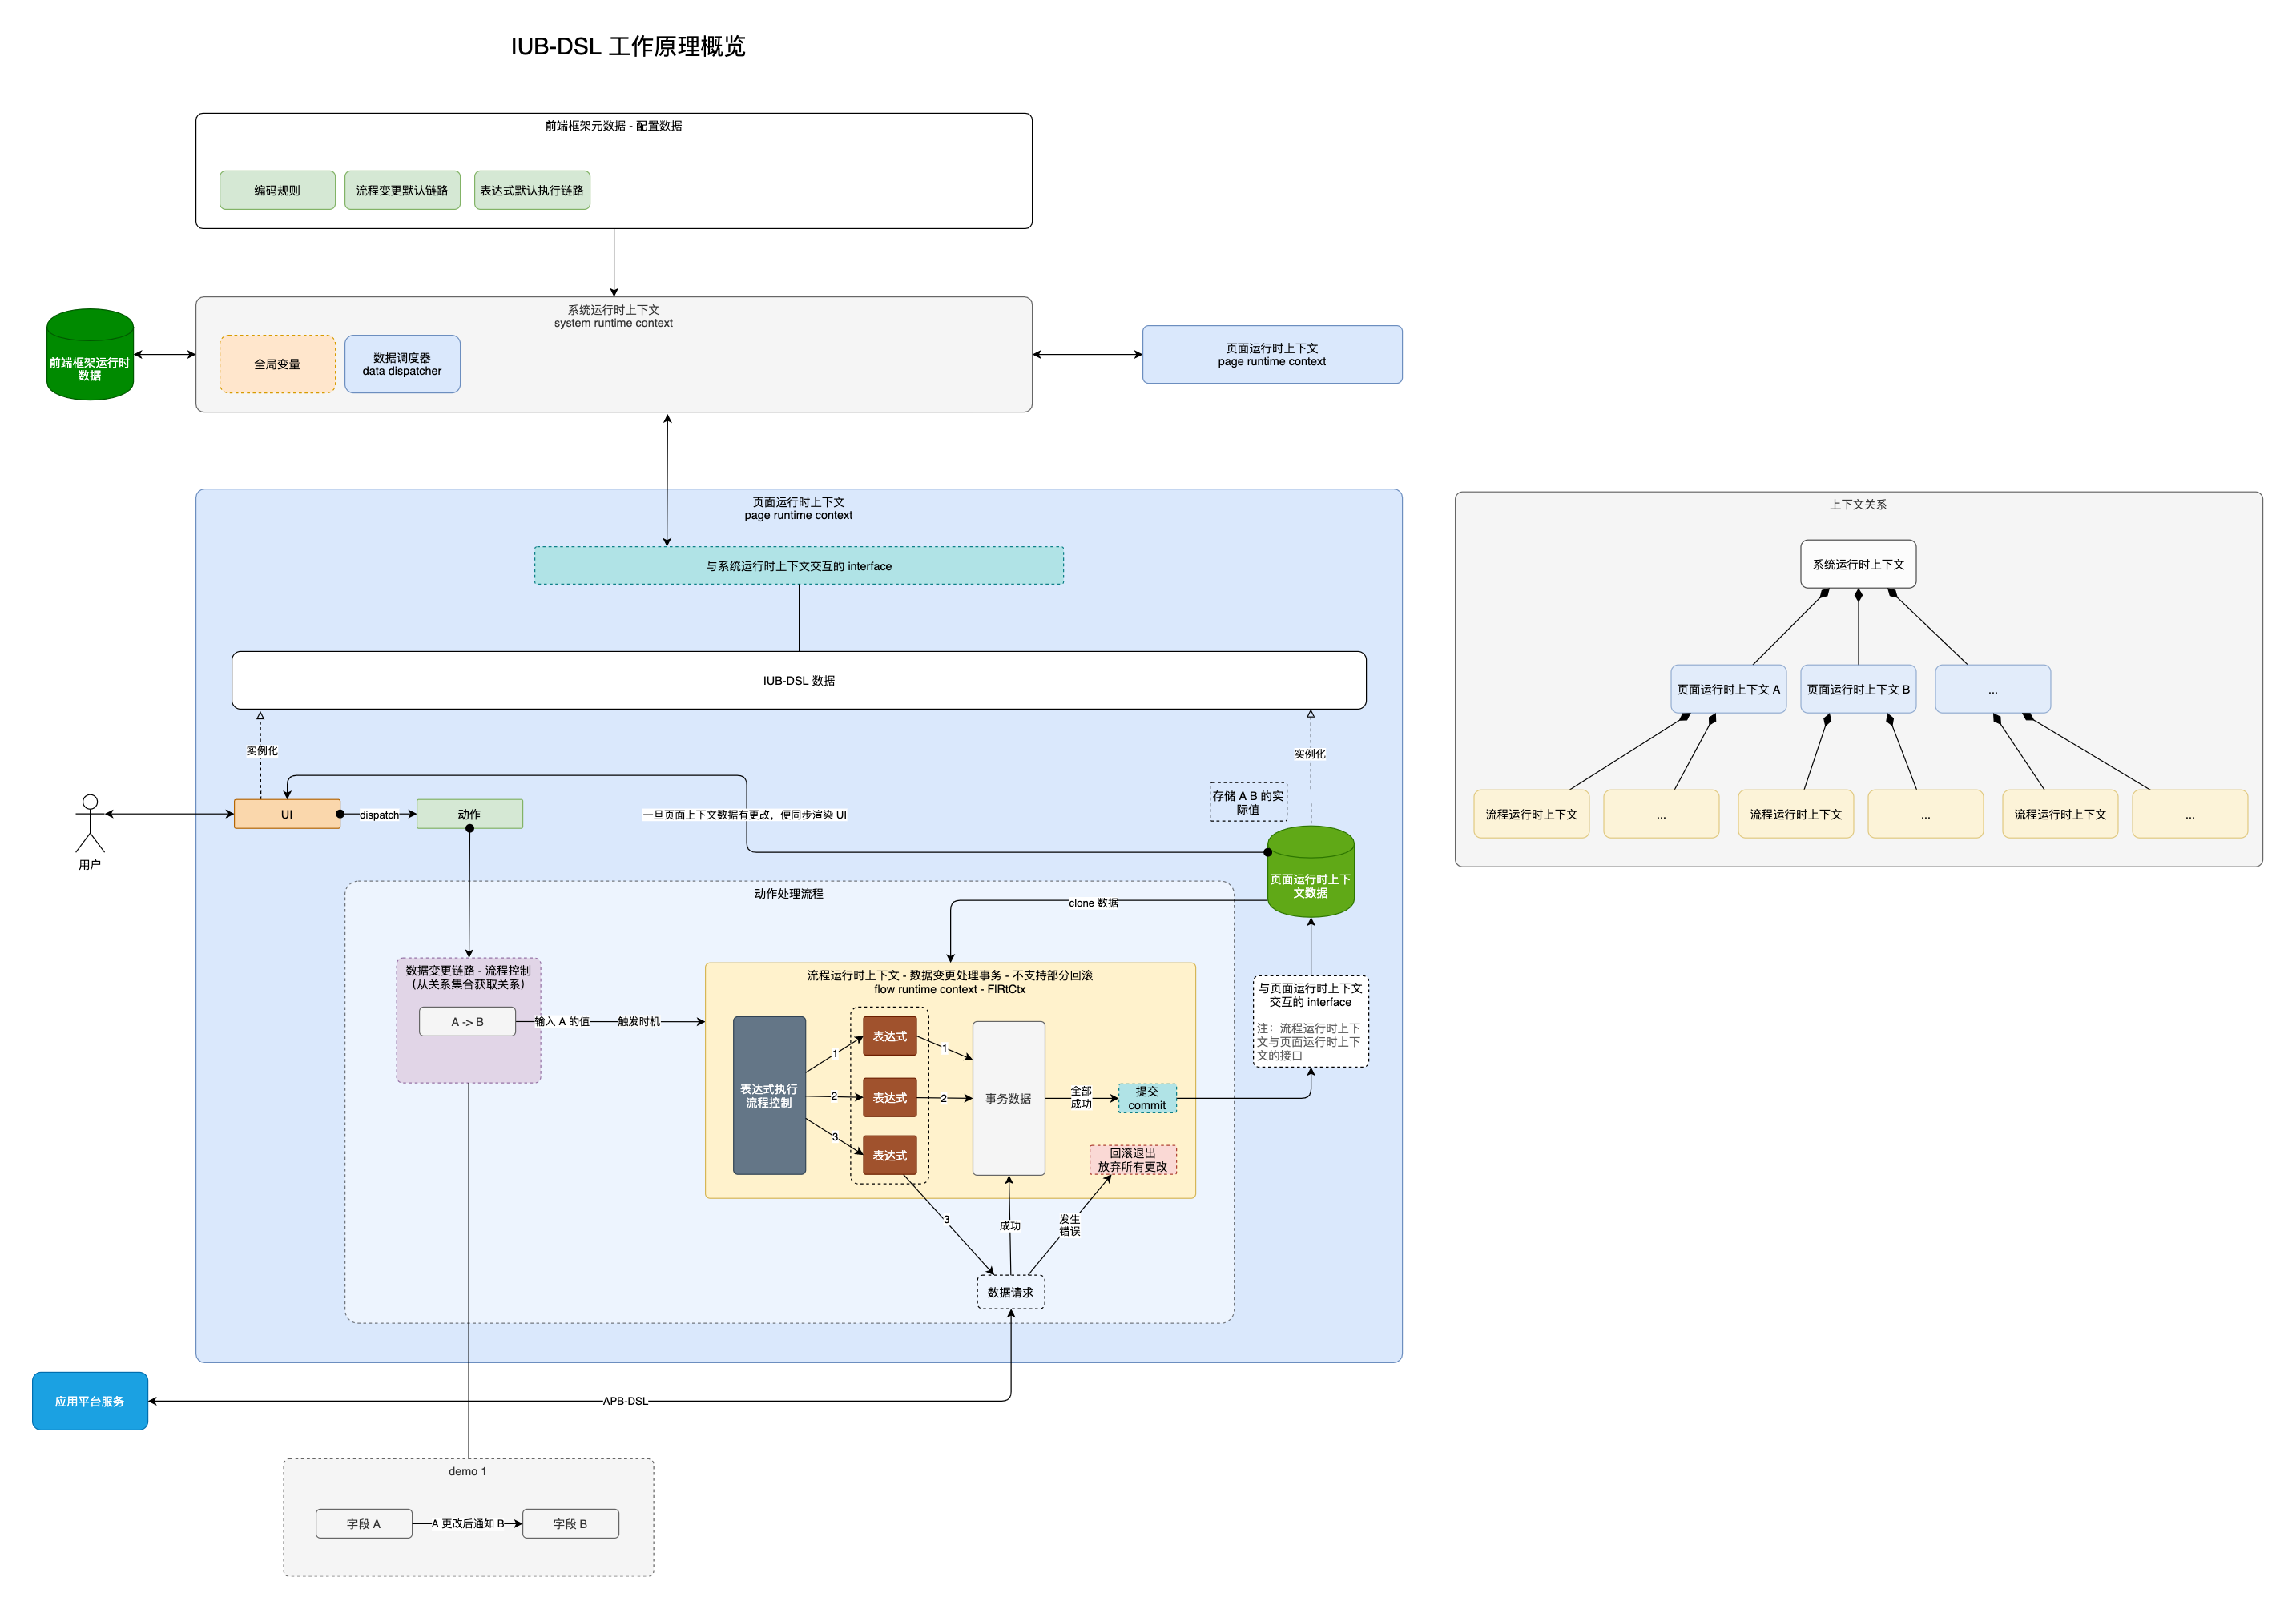 IUB-DSL 工作原理概览
前端框架元数据 - 配置数据
编码规则
流程变更默认链路
表达式默认执行链路
系统运行时上下文
system runtime context
前端框架运行时
数据
全局变量
数据调度器
data dispatcher
页面运行时上下文
page runtime context
页面运行时上下文
page runtime context
与系统运行时上下文交互的 interface
IUB-DSL 数据
实例化
实例化
用户
UI
dispatch
动作
一旦页面上下文数据有更改，便同步渲染 UI
存储 A B 的实
际值
页面运行时上下
文数据
动作处理流程
clone 数据
数据变更链路 - 流程控制
（从关系集合获取关系）
A -> B
输入 A 的值
触发时机
流程运行时上下文 - 数据变更处理事务 - 不支持部分回滚
flow runtime context - FlRtCtx
表达式执行
流程控制
1
2
3
表达式
表达式
表达式
1
2
3
事务数据
全部
成功
提交
commit
回滚退出
放弃所有更改
成功
发生
错误
数据请求
与页面运行时上下文
交互的 interface
注：流程运行时上下
文与页面运行时上下
文的接口
应用平台服务
APB-DSL
demo 1
字段 A
A 更改后通知 B
字段 B
上下文关系
系统运行时上下文
页面运行时上下文 A
页面运行时上下文 B
...
流程运行时上下文
...
流程运行时上下文
...
流程运行时上下文
...